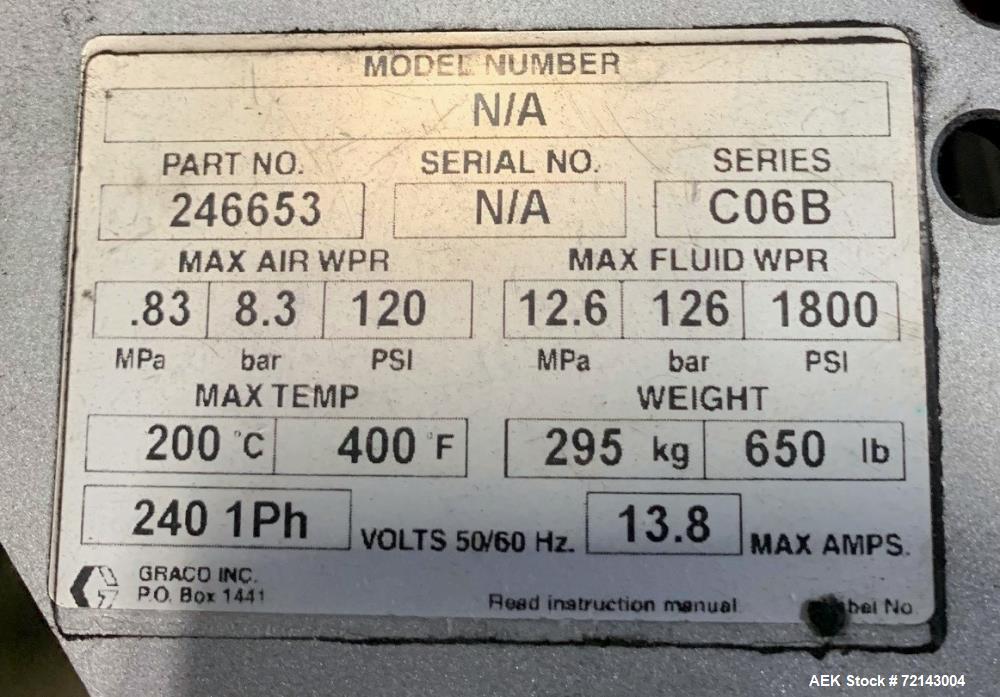 MODEL NUMBER
N/A
PART NO. SERIAL NO. SERIES
246653 N/A C06B
MAX AIR WPR MAX FLUID WPR
.83 8.3 120 12.6 126 1800
MPa bar PSI MPa bar PSI
MAX TEMP WEIGHT
200 °C 400 °F 295 kg 650 lb
240 1Ph VOLTS 50/60 Hz. 13.8 MAX AMPS.
GRACO INC.
P.O. Box 1441 Read instruction manual No
AEK Stock # 72143004